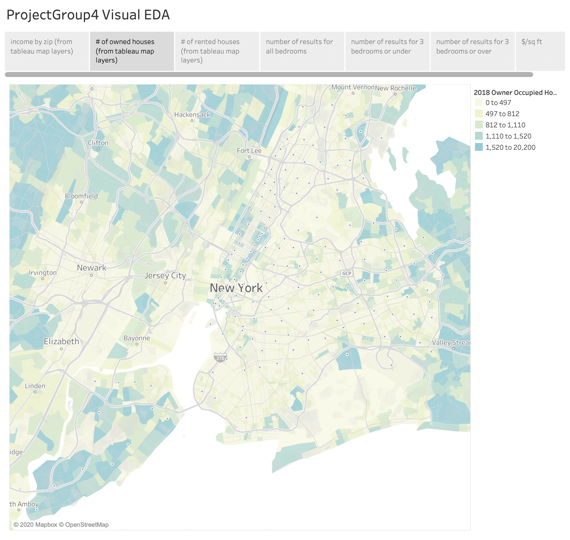 ProjectGroup4 Visual EDA
income by zip (from
tableau map layers)
# of owned houses
(from tableau map
layers)
# of rented houses
(from tableau map
layers)
number of results for
all bedrooms
number of results for 3
bedrooms or under
number of results for 3
bedrooms or over
$/sq ft
2018 Owner Occupied Ho...
0 to 497
497 to 812
812 to 1,110
1,110 to 1,520
1,520 to 20,200
Mount Vernon
New Rochelle
Hackensack
Clifton
Fort Lee
Bloomfield
Irvington
Newark
Jersey City
GCP
New York
Elizabeth
Bayonne
Valley Strea
Linden
idge
th Amboy
© 2020 Mapbox © OpenStreetMap